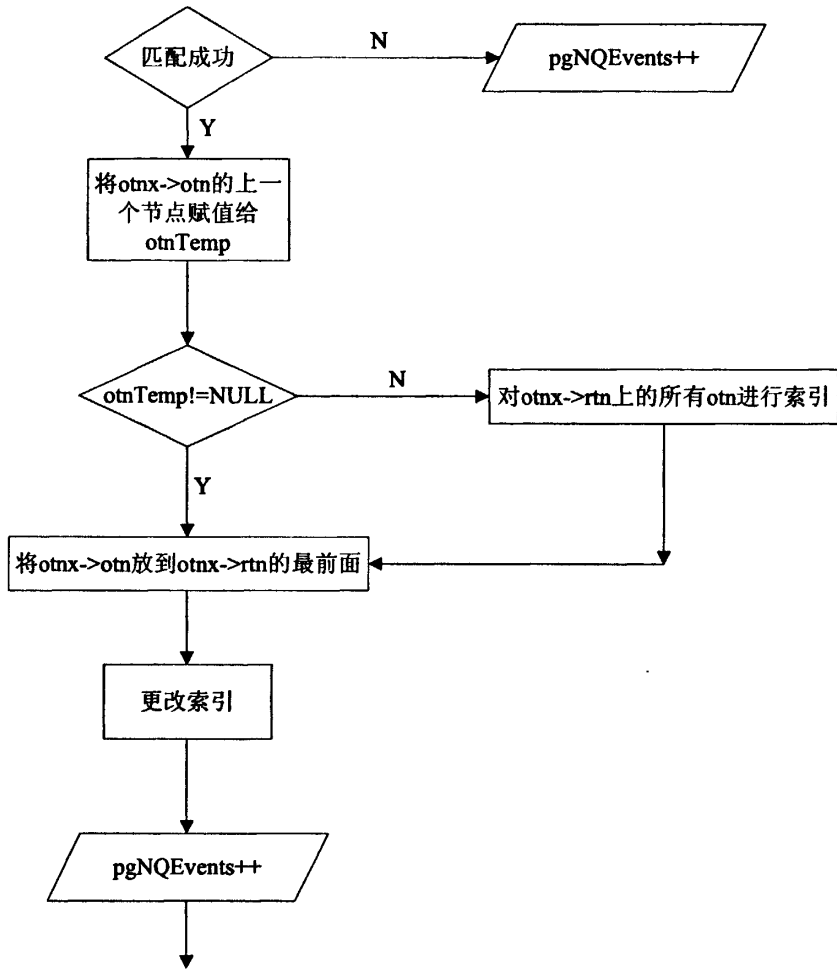 匹配成功
N
pgNQEvents++
Y
将otnx->otn的上一
个节点赋值给
otnTemp
otnTemp!=NULL
N
对otnx->rtn上的所有otn进行索引
Y
将otnx->otn放到otnx->rtn的最前面
更改索引
pgNQEvents++